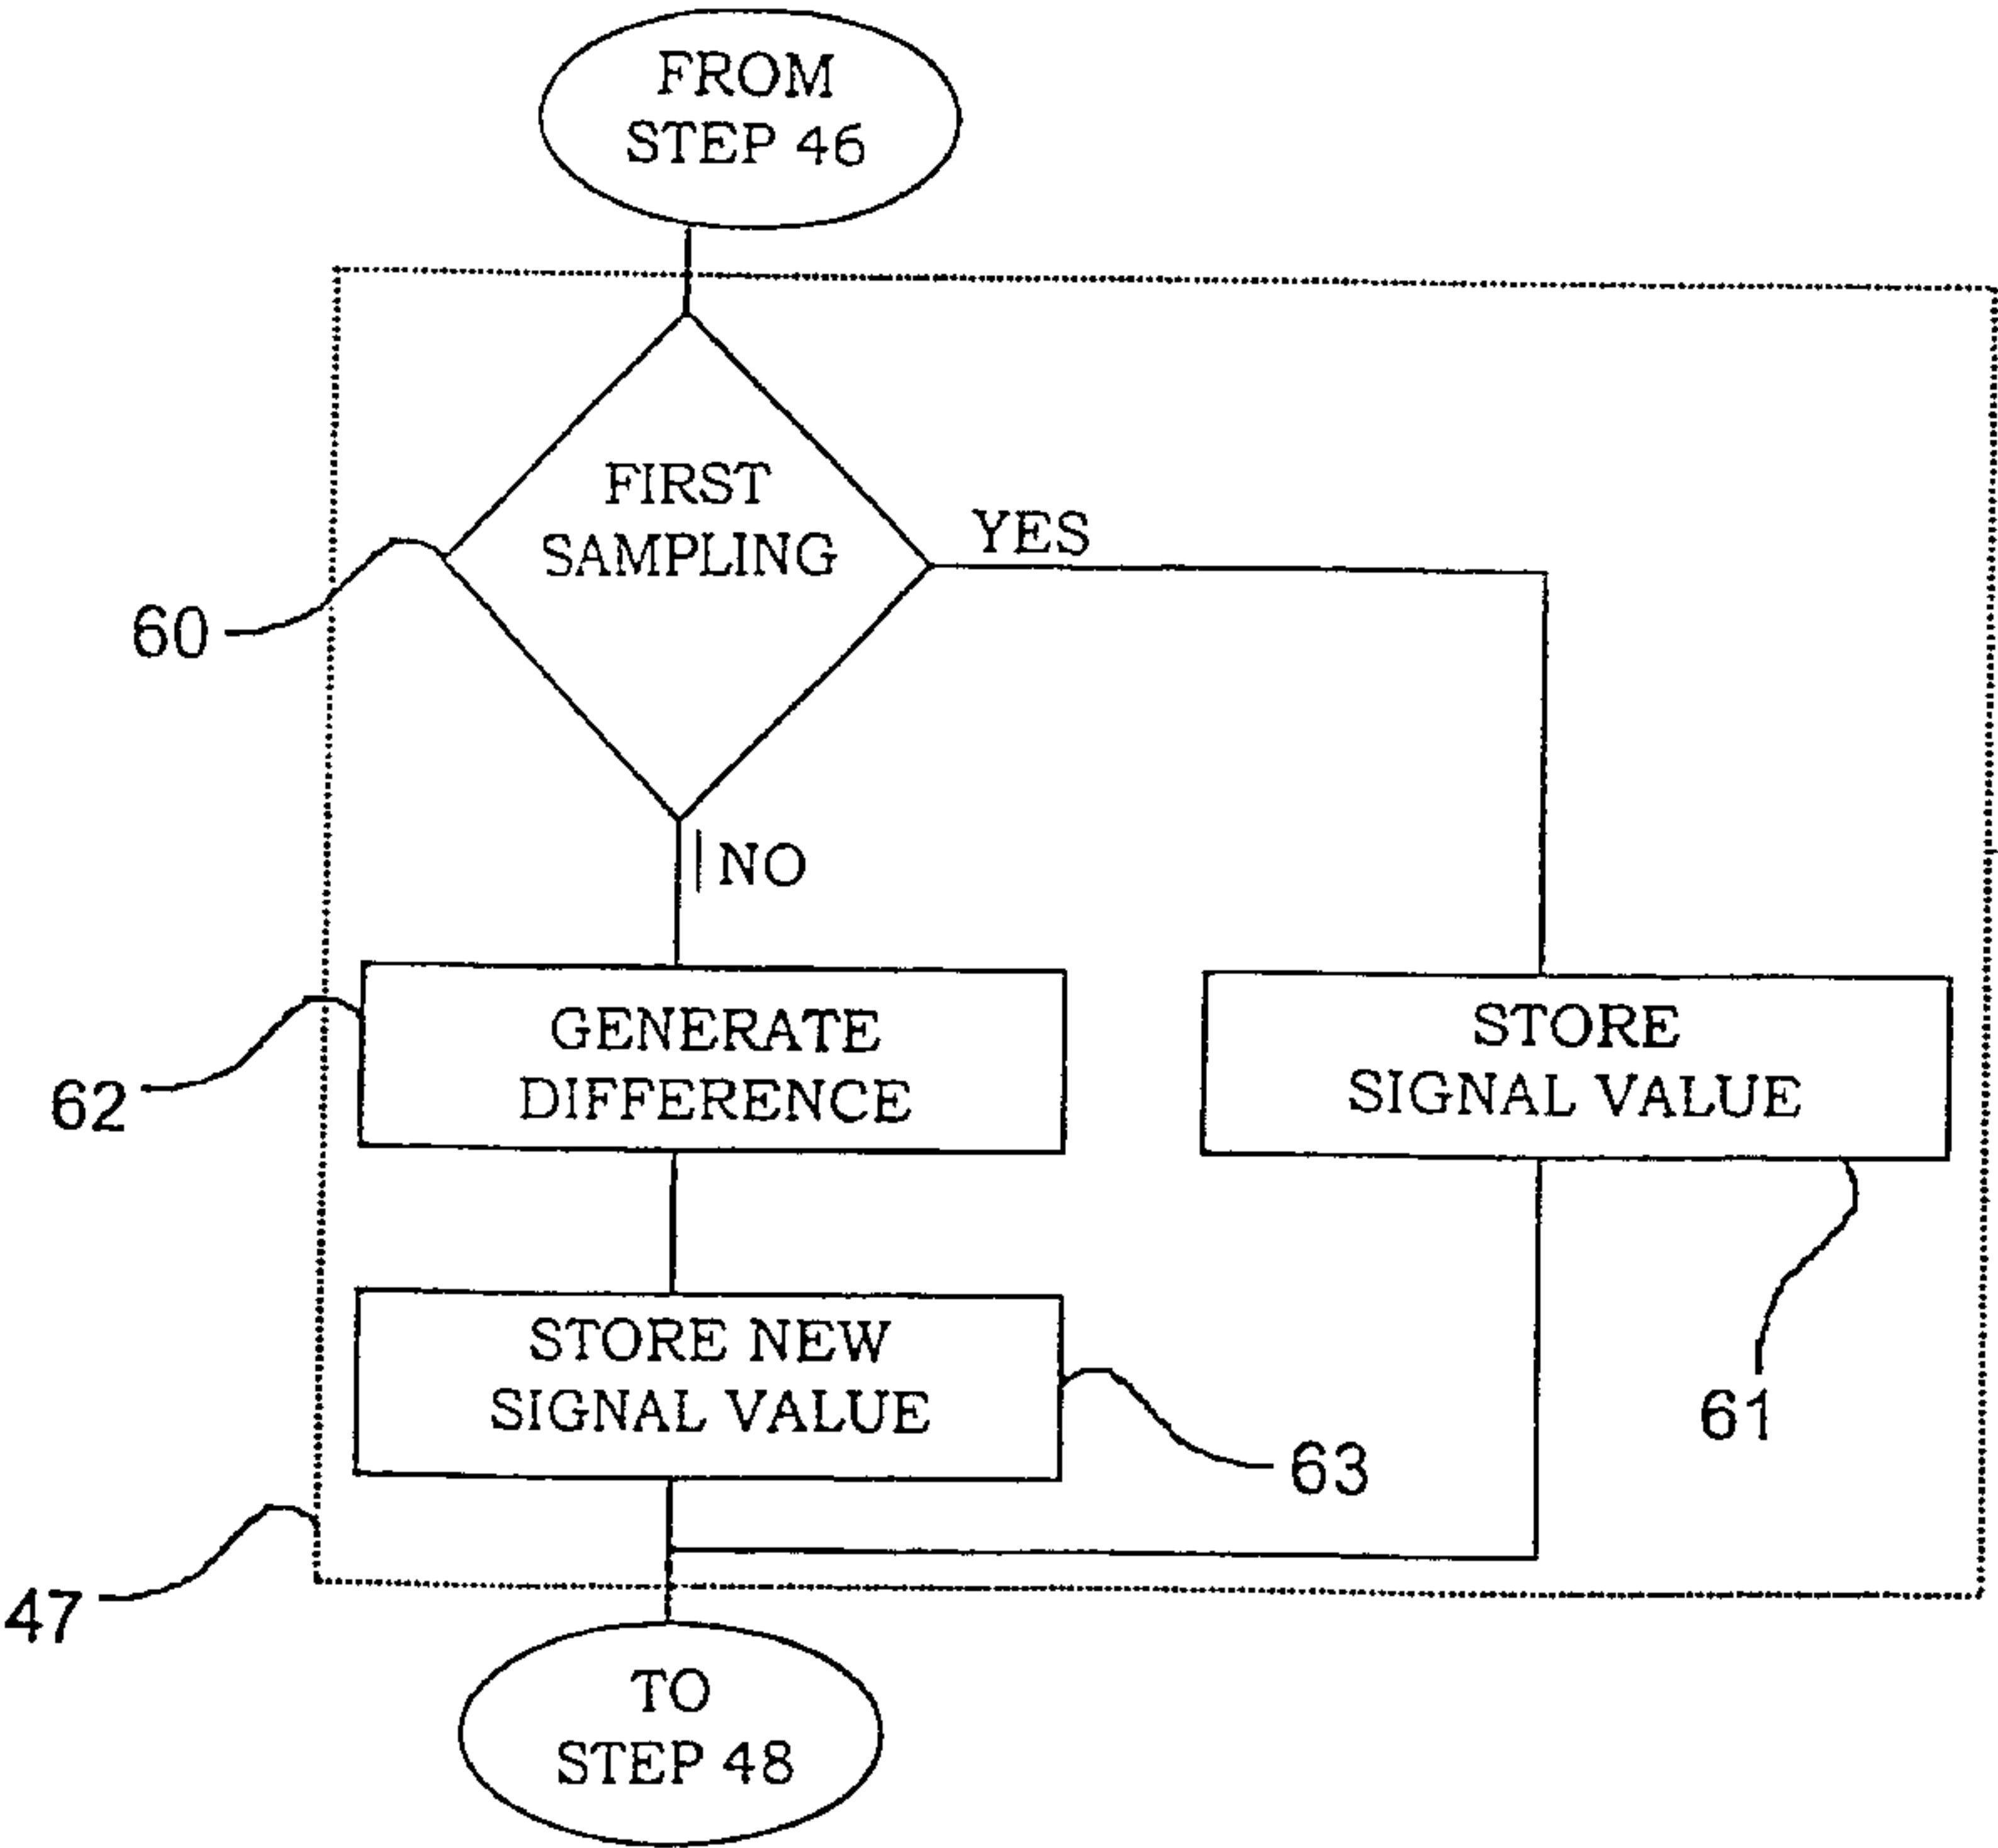 FROM
STEP 46
FIRST
SAMPLING
YES
60
NO
GENERATE
DIFFERENCE
STORE
SIGNAL VALUE
62
STORE NEW
SIGNAL VALUE
61
63
47
TO
STEP 48